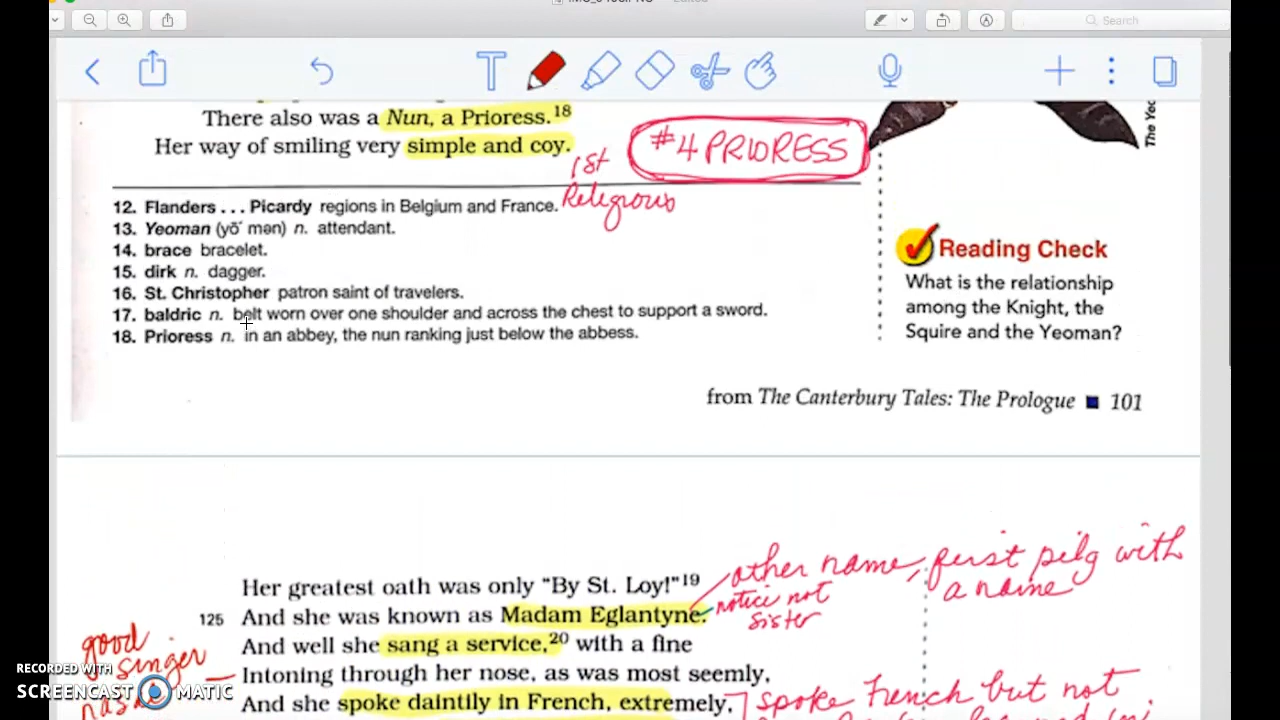 Search
There also was a Nun, a Prioress.18
Her way of smiling very simple and coy.
#4 PRIORESS
1st
Religious
12. Flanders . . . Picardy regions in Belgium and France.
13. Yeoman (yō′ mən) n. attendant.
14. brace bracelet.
15. dirk n. dagger.
16. St. Christopher patron saint of travelers.
17. baldric n. belt worn over one shoulder and across the chest to support a sword.
18. Prioress n. in an abbey, the nun ranking just below the abbess.
The Yeo
Reading Check
What is the relationship
among the Knight, the
Squire and the Yeoman?
from The Canterbury Tales: The Prologue ■ 101
Her greatest oath was only "By St. Loy!"19
125 And she was known as Madam Eglantyne.
And well she sang a service,20 with a fine
Intoning through her nose, as was most seemly,
And she spoke daintily in French, extremely,
other name, first pilg with
a name
notice not
sister
good
singer
spoke French but not
RECORDED WITH
SCREENCAST MATIC